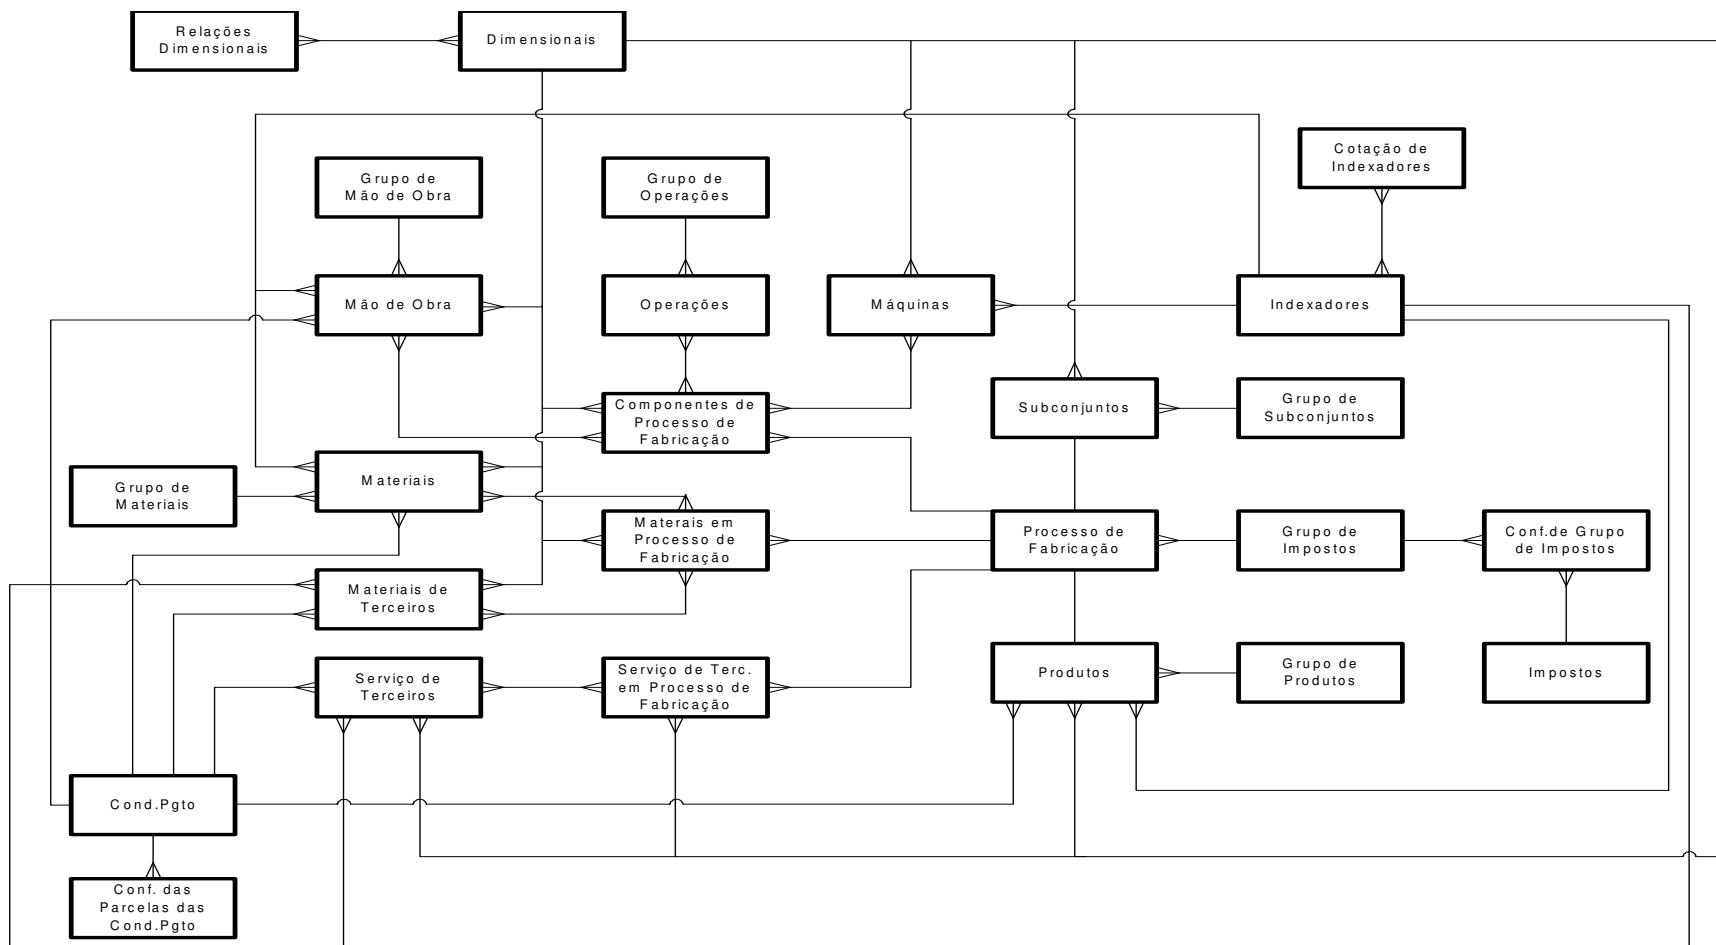 Relações
Dimensionais
Dimensionais
Cotação de
Indexadores
Grupo de
Mão de Obra
Grupo de
Operações
Mão de Obra
Operações
Máquinas
Indexadores
Componentes de
Processo de
Fabricação
Subconjuntos
Grupo de
Subconjuntos
Grupo de
Materiais
Materiais
Materais em
Processo de
Fabricação
Processo de
Fabricação
Grupo de
Impostos
Conf.de Grupo
de Impostos
Materiais de
Terceiros
Serviço de
Terceiros
Serviço de Terc.
em Processo de
Fabricação
Produtos
Grupo de
Produtos
Impostos
Cond.Pgto
Conf. das
Parcelas das
Cond.Pgto